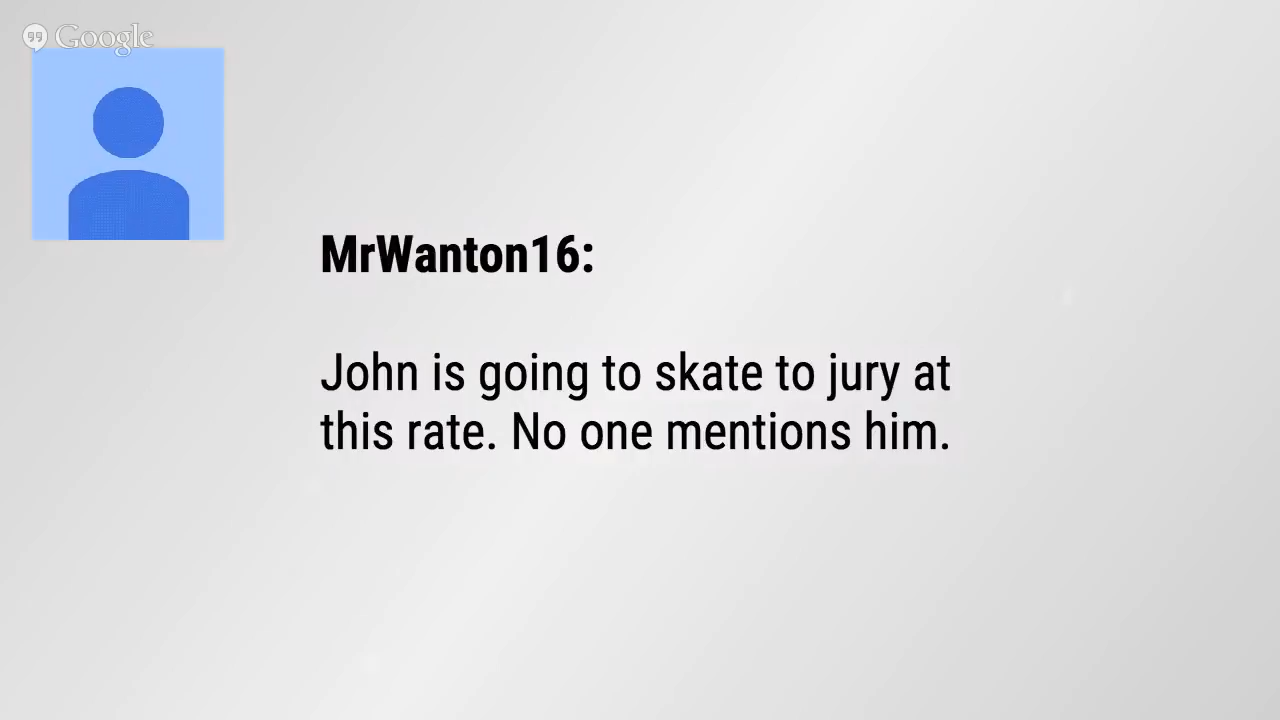 Google
MrWanton16:
John is going to skate to jury at
this rate. No one mentions him.